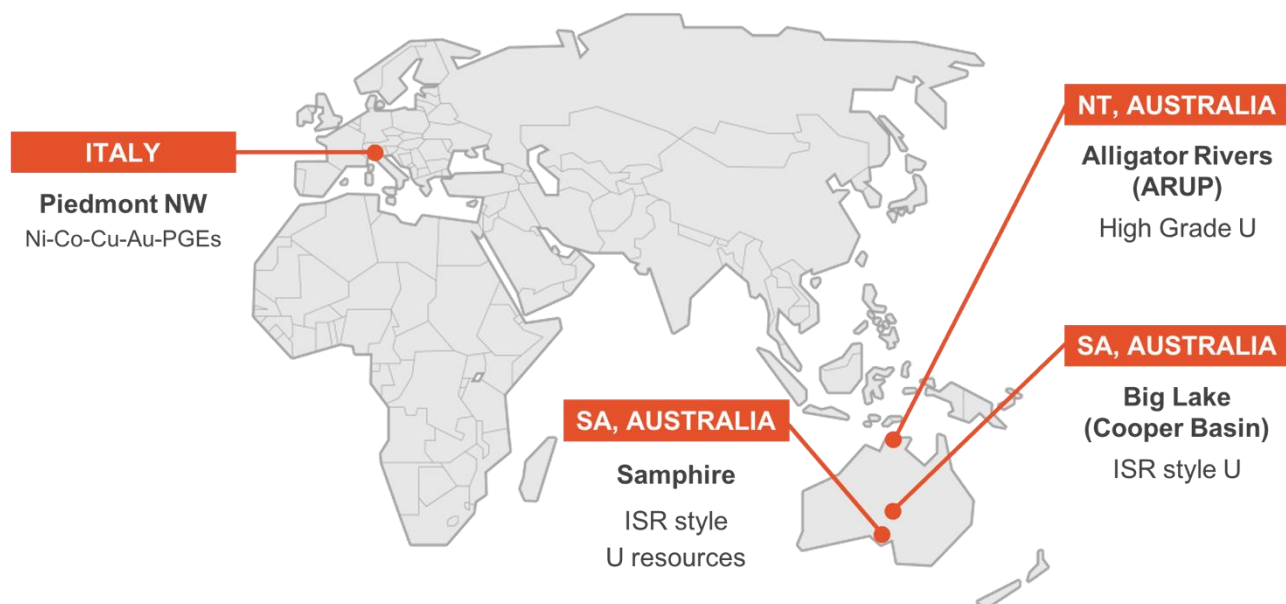 ITALY
Piedmont NW
Ni-Co-Cu-Au-PGEs
NT, AUSTRALIA
Alligator Rivers
(ARUP)
High Grade U
SA, AUSTRALIA
Big Lake
(Cooper Basin)
ISR style U
SA, AUSTRALIA
Samphire
ISR style
U resources